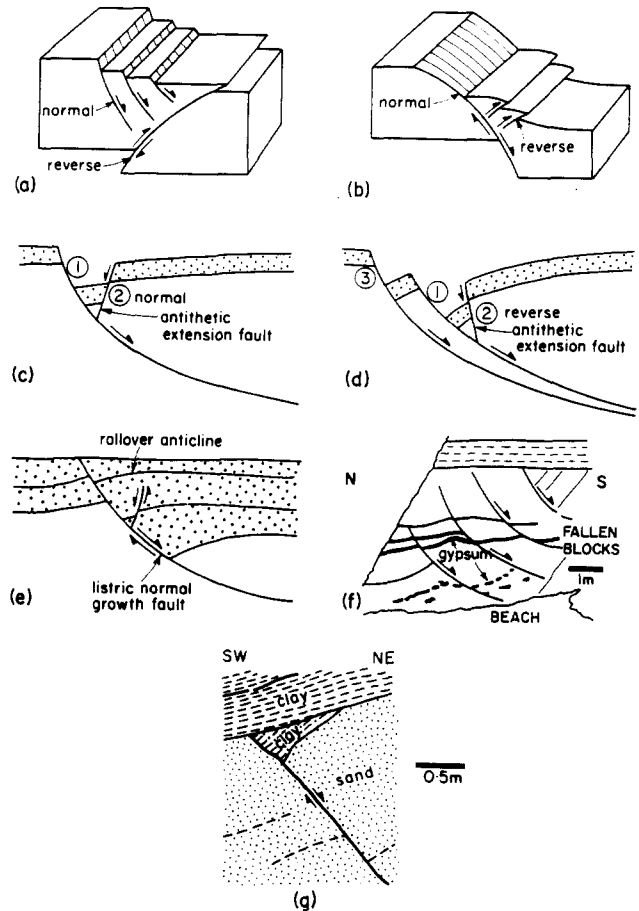 normal
reverse
(a)
normal
reverse
(b)
1
2 normal
antithetic
extension fault
(c)
3
1
2 reverse
antithetic
extension fault
(d)
rollover anticline
listric normal
growth fault
(e)
N
S
FALLEN
BLOCKS
gypsum
1m
BEACH
(f)
SW
NE
clay
clay
sand
0·5m
(g)